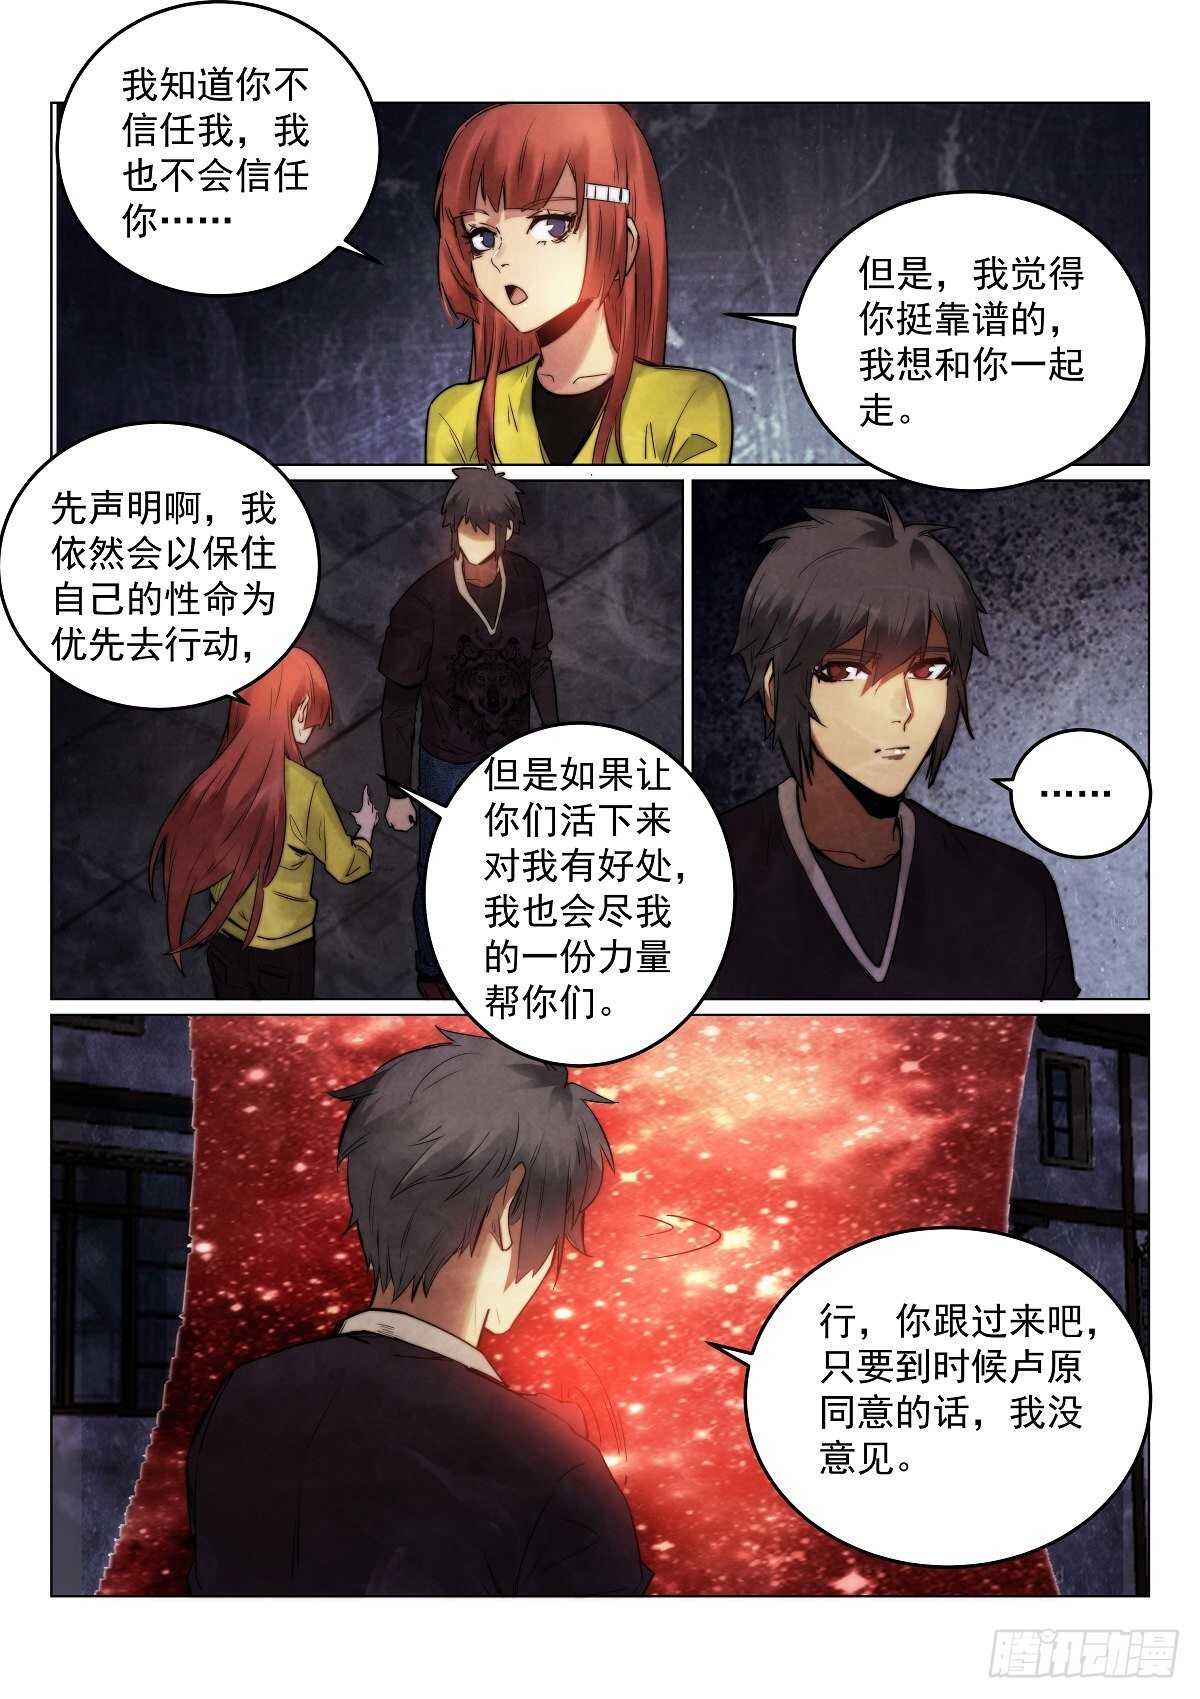 我知道你不
信任我，我
也不会信任
你……
但是，我觉得
你挺靠谱的，
我想和你一起
走。
先声明啊，我
依然会以保住
自己的性命为
优先去行动，
但是如果让
你们活下来
对我有好处，
我也会尽我
的一份力量
帮你们。
……
行，你跟过来吧，
只要到时候卢原
同意的话，我没
意见。
腾讯动漫